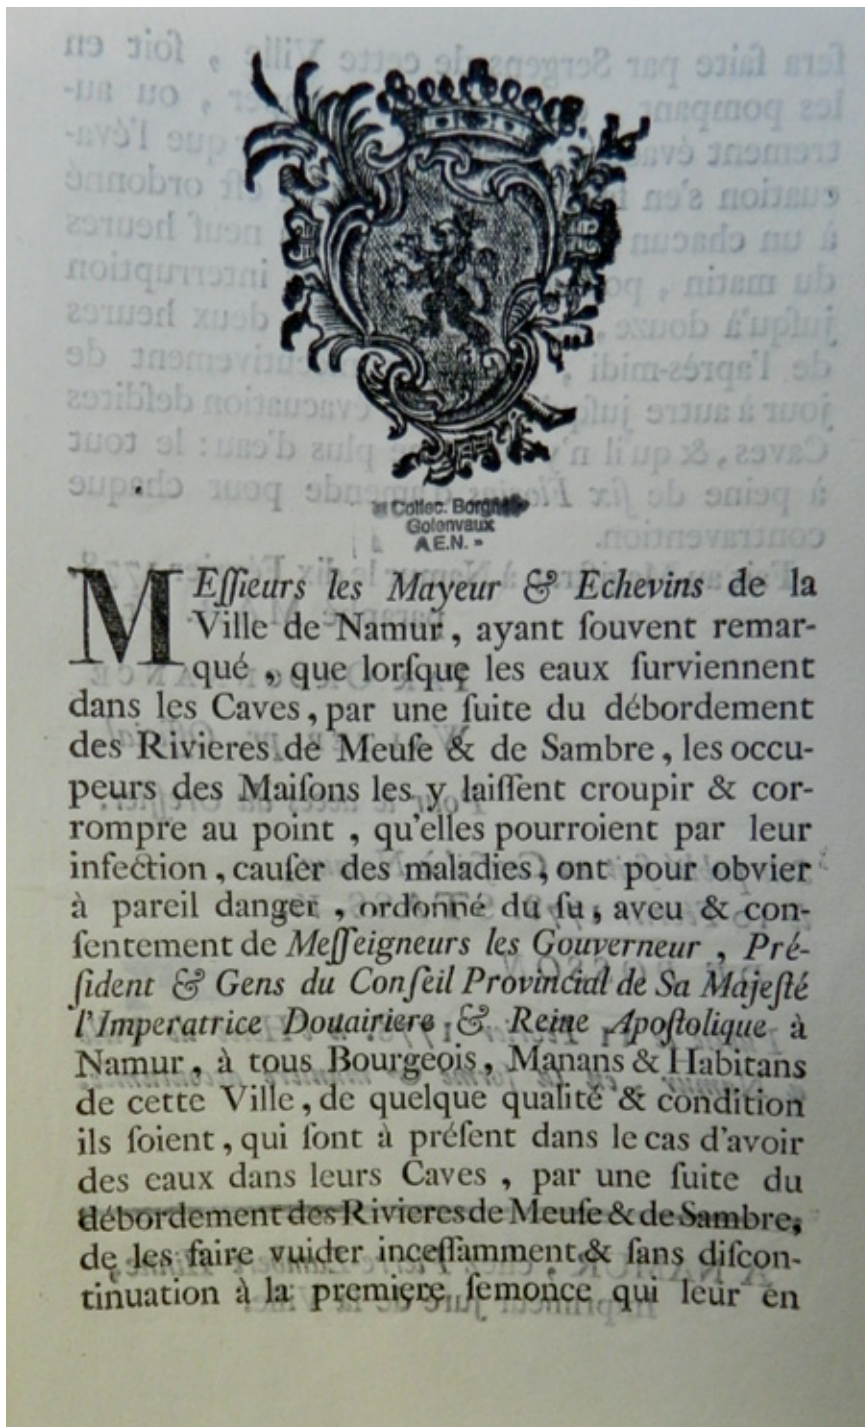 « Collec. Borgnet
Golenvaux
A.E.N. »
MEſſieurs les Mayeur & Echevins de la
Ville de Namur, ayant ſouvent remar-
qué, que lorſque les eaux ſurviennent
dans les Caves, par une ſuite du débordement
des Rivieres de Meuſe & de Sambre, les occu-
peurs des Maiſons les y laiſſent croupir & cor-
rompre au point, qu'elles pourroient par leur
infection, cauſer des maladies, ont pour obvier
à pareil danger, ordonné du ſu, aveu & con-
ſentement de Meſſeigneurs les Gouverneur, Pré-
ſident & Gens du Conſeil Provincial de Sa Majeſté
l'Imperatrice Douairiere & Reine Apoſtolique à
Namur, à tous Bourgeois, Manans & Habitans
de cette Ville, de quelque qualité & condition
ils ſoient, qui ſont à préſent dans le cas d'avoir
des eaux dans leurs Caves, par une ſuite du
débordement des Rivieres de Meuſe & de Sambre,
de les faire vuider inceſſamment & ſans diſcon-
tinuation à la premiere ſemonce qui leur en